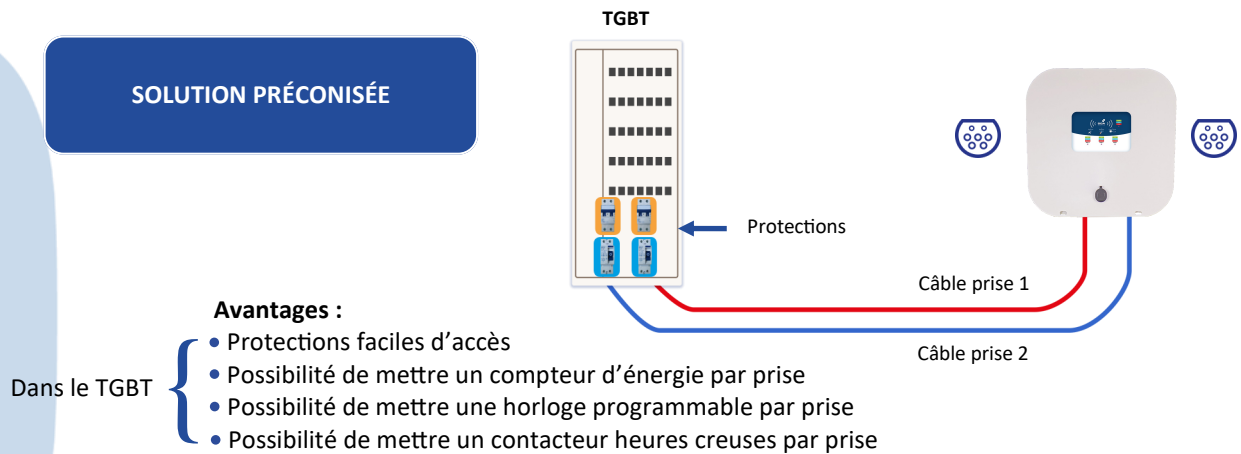 TGBT
SOLUTION PRÉCONISÉE
Protections
Câble prise 1
Câble prise 2
Avantages :
Dans le TGBT
• Protections faciles d’accès
• Possibilité de mettre un compteur d’énergie par prise
• Possibilité de mettre une horloge programmable par prise
• Possibilité de mettre un contacteur heures creuses par prise